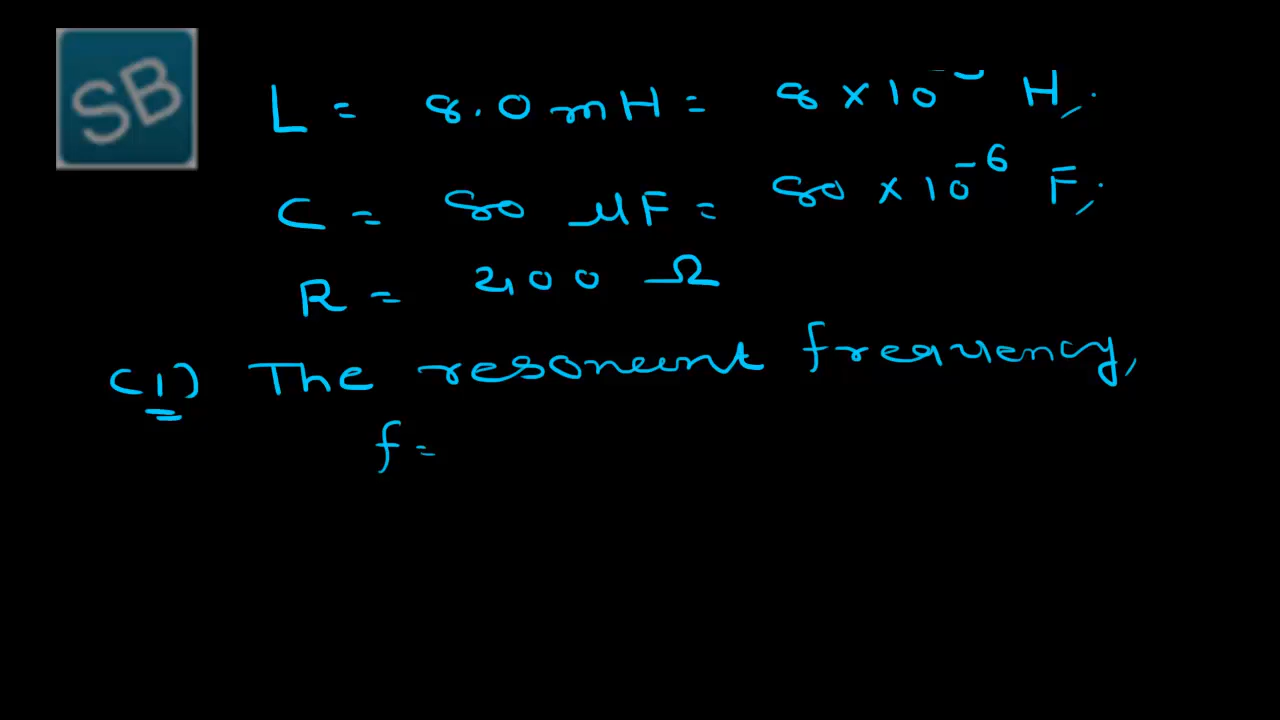 SB
L = 8.0 mH = 8 × 10⁻ H,
C = 80 μF = 80 × 10⁻⁶ F,
R = 200 Ω
(1) The resonant frequency,
f =